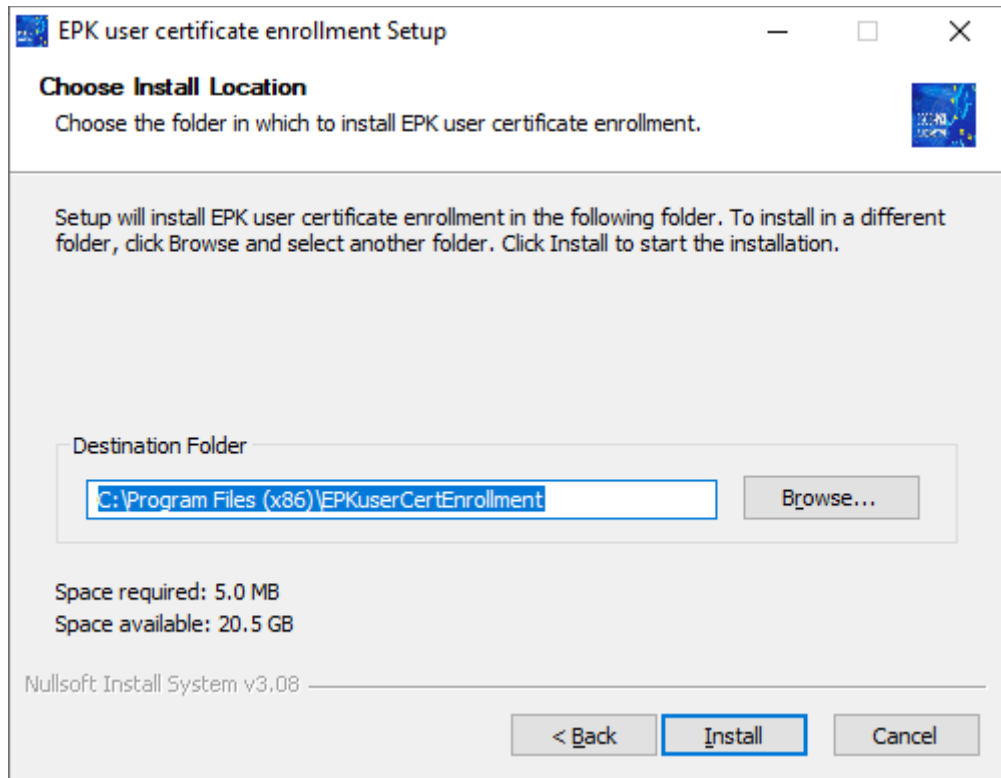 EPK user certificate enrollment Setup
Choose Install Location
Choose the folder in which to install EPK user certificate enrollment.
Setup will install EPK user certificate enrollment in the following folder. To install in a different
folder, click Browse and select another folder. Click Install to start the installation.
Destination Folder
C:\Program Files (x86)\EPKuserCertEnrollment
Browse...
Space required: 5.0 MB
Space available: 20.5 GB
Nullsoft Install System v3.08
< Back
Install
Cancel